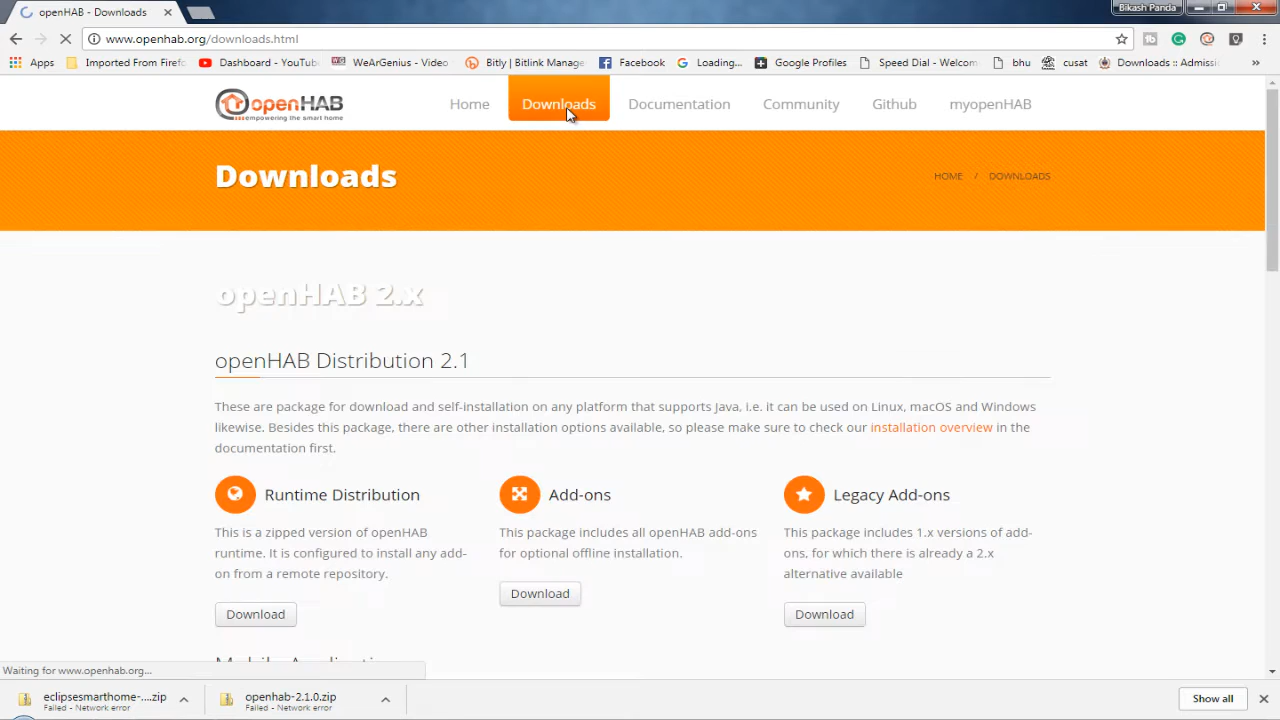 openHAB - Downloads
Bikash Panda
www.openhab.org/downloads.html
Apps
Imported From Firefo
Dashboard - YouTub
WeArGenius - Video
Bitly | Bitlink Manage
Facebook
Loading...
Google Profiles
Speed Dial - Welcom
bhu
cusat
Downloads :: Admissi
»
openHAB
empowering the smart home
Home
Downloads
Documentation
Community
Github
myopenHAB
Downloads
HOME / DOWNLOADS
openHAB 2.x
openHAB Distribution 2.1
These are package for download and self-installation on any platform that supports Java, i.e. it can be used on Linux, macOS and Windows
likewise. Besides this package, there are other installation options available, so please make sure to check our installation overview in the
documentation first.
Runtime Distribution
This is a zipped version of openHAB
runtime. It is configured to install any add-
on from a remote repository.
Download
Add-ons
This package includes all openHAB add-ons
for optional offline installation.
Download
Legacy Add-ons
This package includes 1.x versions of add-
ons, for which there is already a 2.x
alternative available
Download
Waiting for www.openhab.org...
eclipsesmarthome-....zip
Failed - Network error
openhab-2.1.0.zip
Failed - Network error
Show all